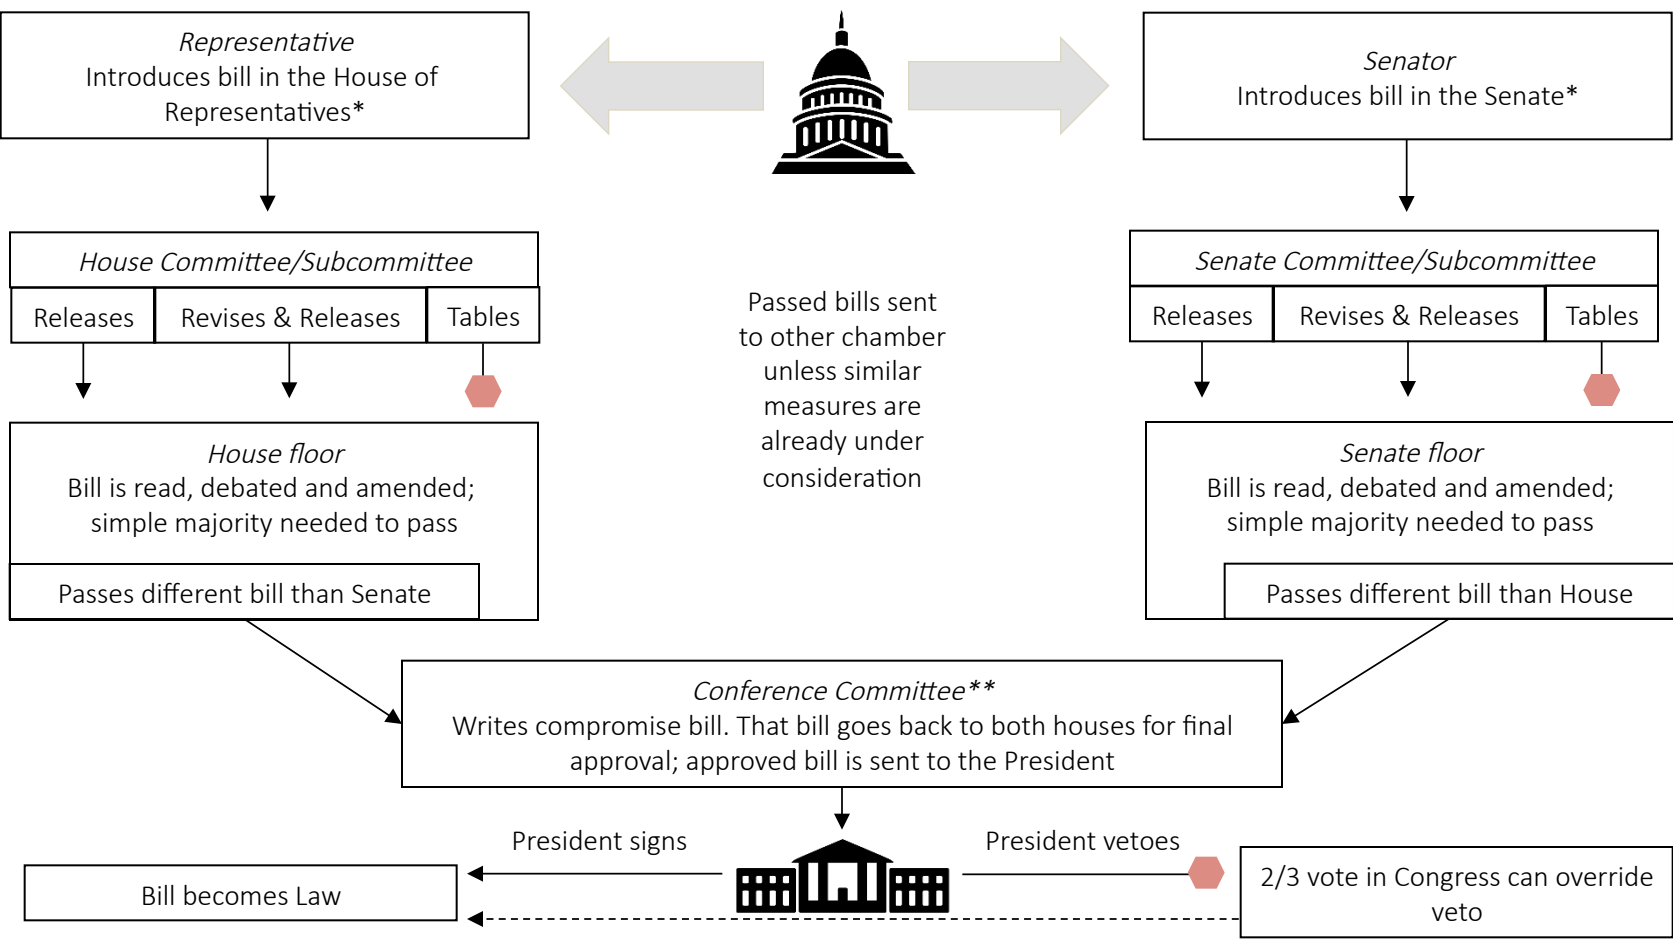 Representative
Introduces bill in the House of
Representatives*
Senator
Introduces bill in the Senate*
House Committee/Subcommittee
Releases
Revises & Releases
Tables
Passed bills sent
to other chamber
unless similar
measures are
already under
consideration
Senate Committee/Subcommittee
Releases
Revises & Releases
Tables
House floor
Bill is read, debated and amended;
simple majority needed to pass
Passes different bill than Senate
Senate floor
Bill is read, debated and amended;
simple majority needed to pass
Passes different bill than House
Conference Committee**
Writes compromise bill. That bill goes back to both houses for final
approval; approved bill is sent to the President
President signs
President vetoes
Bill becomes Law
2/3 vote in Congress can override
veto